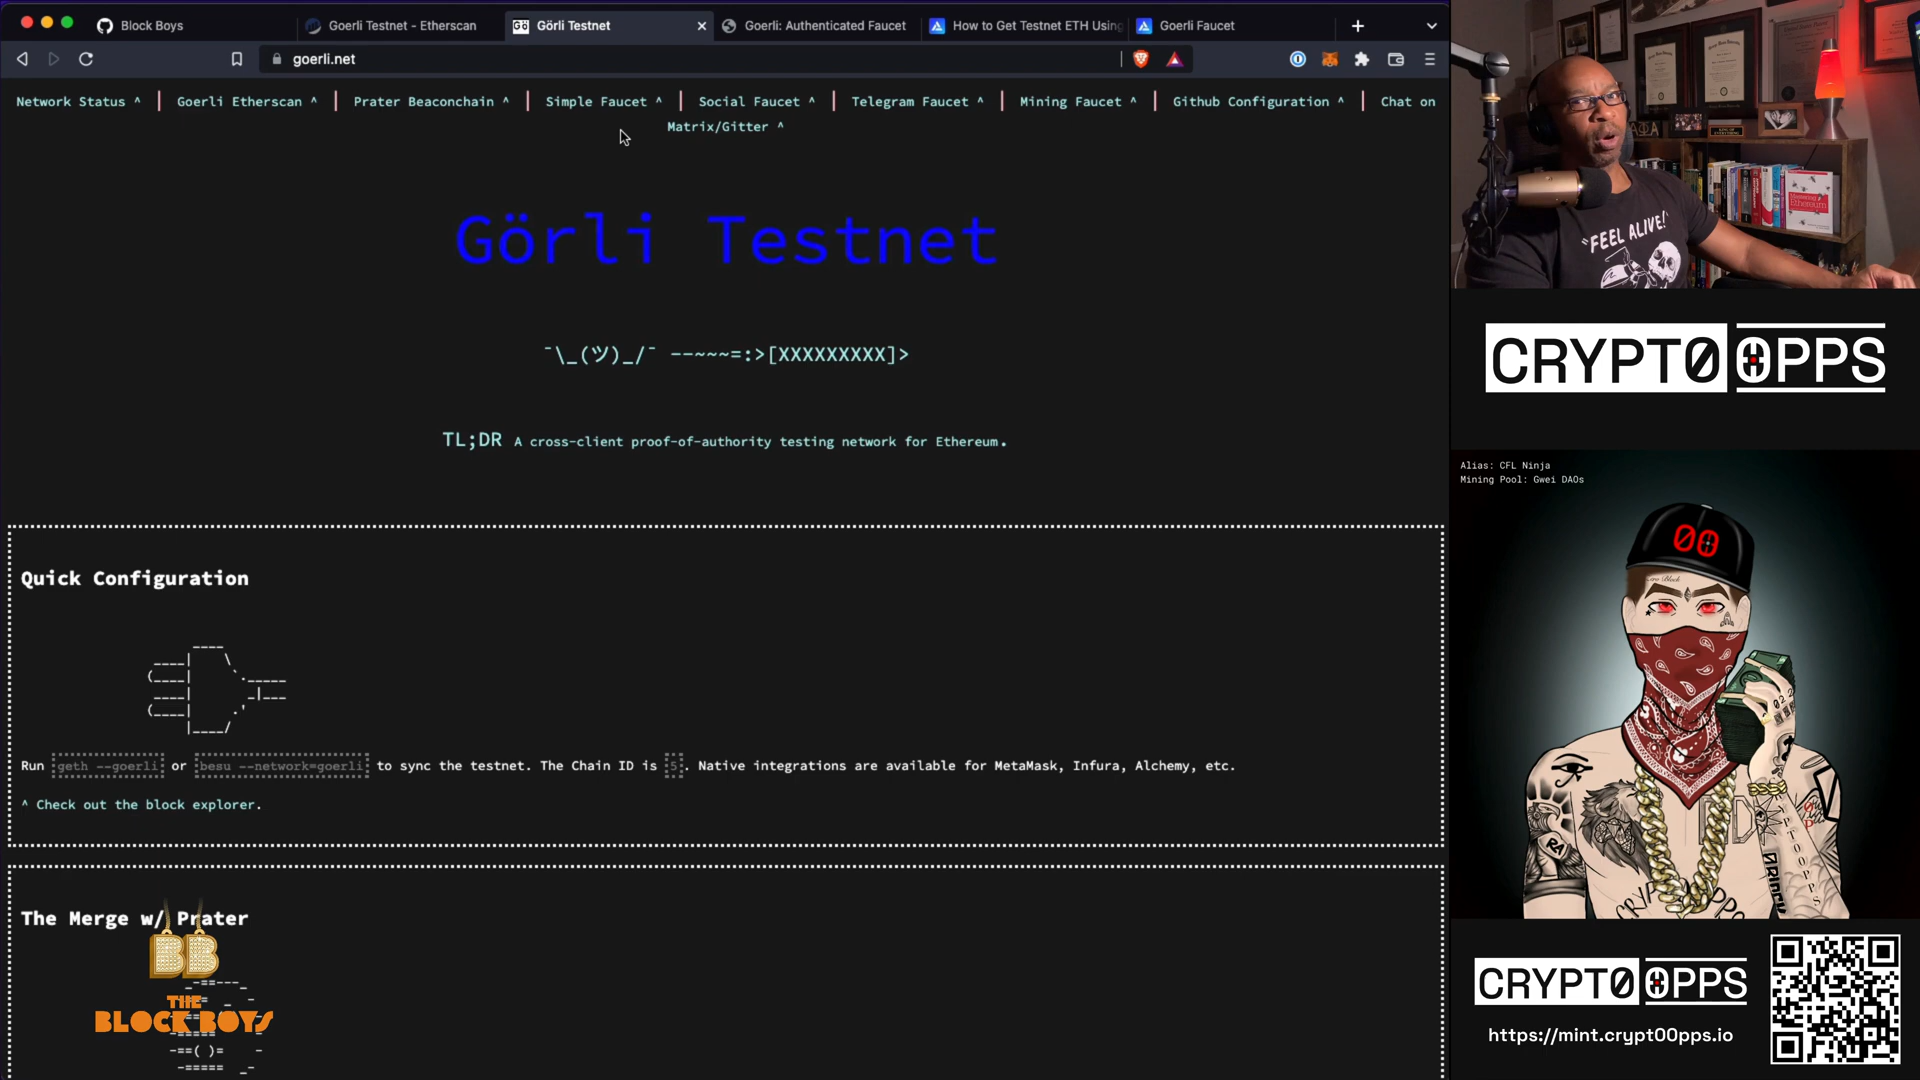 Block Boys
Goerli Testnet - Etherscan
Görli Testnet
Goerli: Authenticated Faucet
How to Get Testnet ETH Using
Goerli Faucet
goerli.net
Network Status ^ | Goerli Etherscan ^ | Prater Beaconchain ^ | Simple Faucet ^ | Social Faucet ^ | Telegram Faucet ^ | Mining Faucet ^ | Github Configuration ^ | Chat on
Matrix/Gitter ^
Görli Testnet
¯\_(ツ)_/¯ --~~~=:>[XXXXXXXXX]>
TL;DR A cross-client proof-of-authority testing network for Ethereum.
Quick Configuration
Run geth --goerli or besu --network=goerli to sync the testnet. The Chain ID is 5. Native integrations are available for MetaMask, Infura, Alchemy, etc.
^ Check out the block explorer.
The Merge w/ Prater
BB
THE
BLOCK BOYS
"FEEL ALIVE!"
CRYPT0 0PPS
Alias: CFL Ninja
Mining Pool: Gwei DAOs
00
RA
CRYPT0 0PPS
https://mint.crypt00pps.io